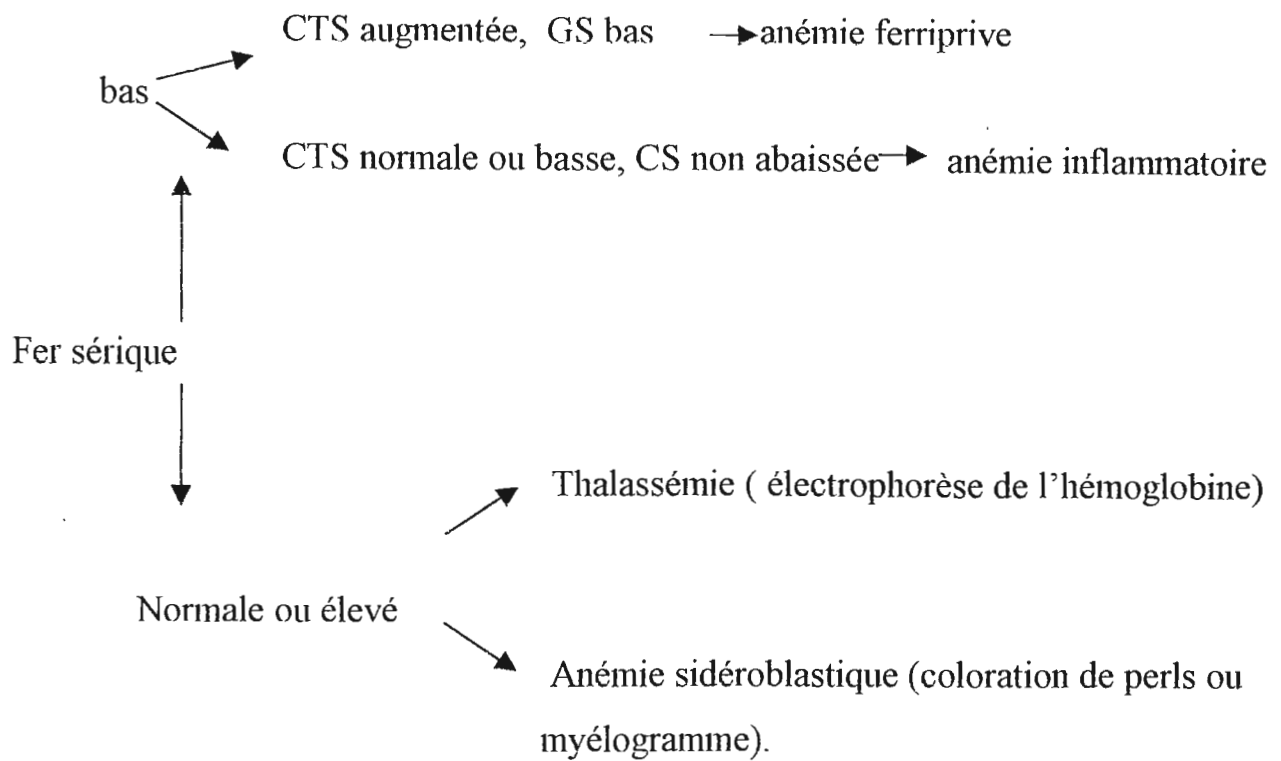 CTS augmentée, GS bas anémie ferriprive
bas
CTS normale ou basse, CS non abaissée anémie inflammatoire
Fer sérique
Thalassémie ( électrophorèse de l'hémoglobine)
Normale ou élevé
Anémie sidéroblastique (coloration de perls ou
myélogramme).